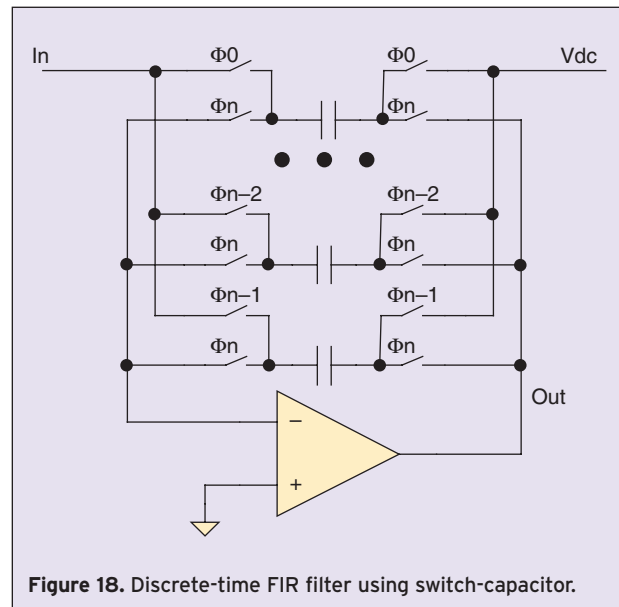 In Φ0 Φ0 Vdc
Φn Φn
Φn–2 Φn–2
Φn Φn
Φn–1 Φn–1
Φn Φn
Out
–
+
Figure 18. Discrete-time FIR filter using switch-capacitor.